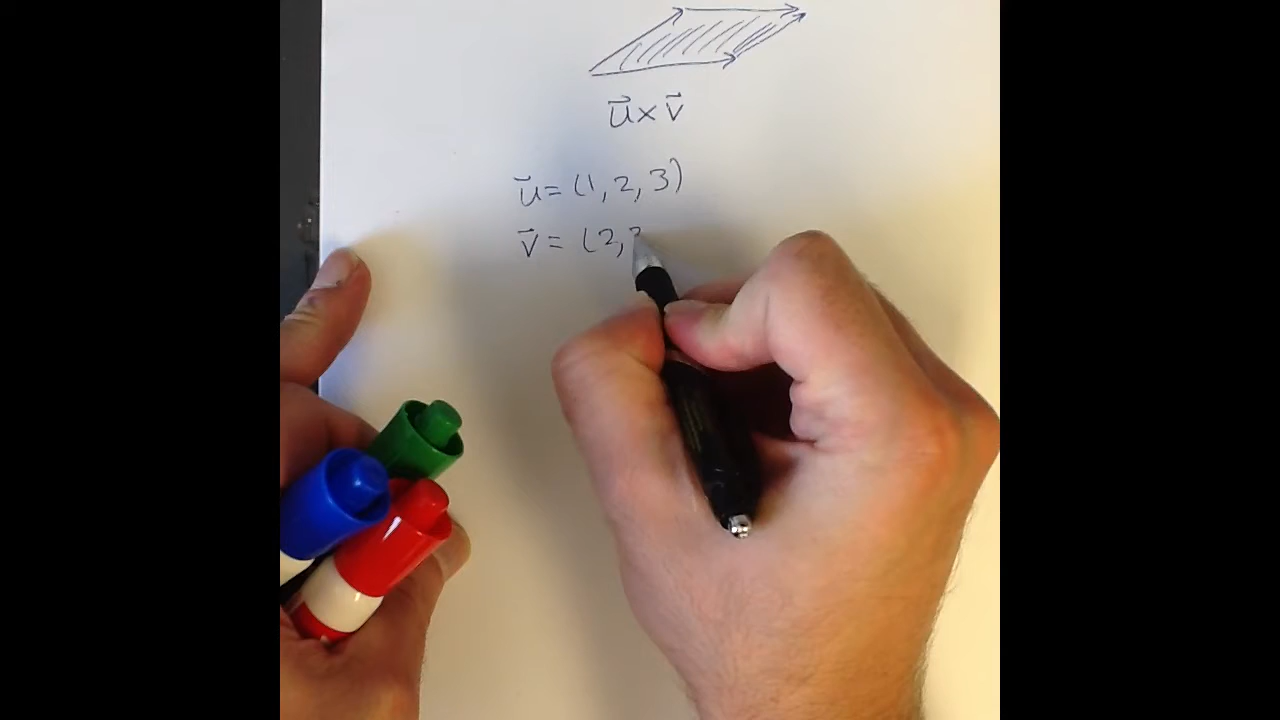 u⃗ × v⃗
u⃗ = (1, 2, 3)
v⃗ = (2,